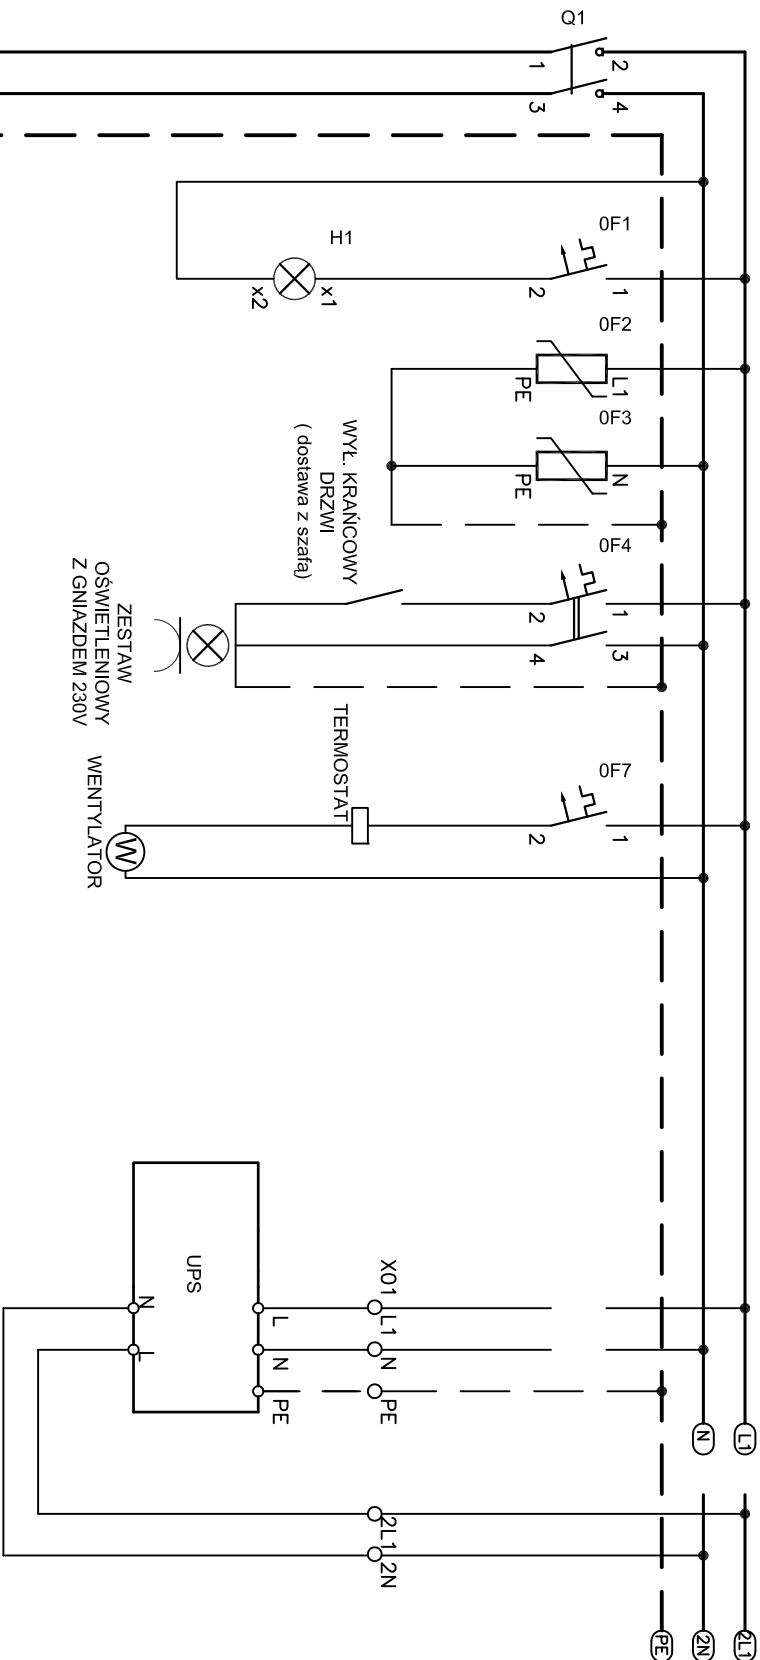 Q1
1
2
3
4
0F1
H1
x2
x1
2
1
0F2
PE
L1
0F3
PE
N
WYŁ. KRAŃCOWY
DRZWI
( dostawa z szafą)
0F4
2
1
4
3
ZESTAW
OŚWIETLENIOWY
Z GNIAZDEM 230V
TERMOSTAT
0F7
2
1
WENTYLATOR
W
UPS
N
L
L
N
PE
X01
L1
N
PE
N
L1
2L1
2N
PE
2N
2L1